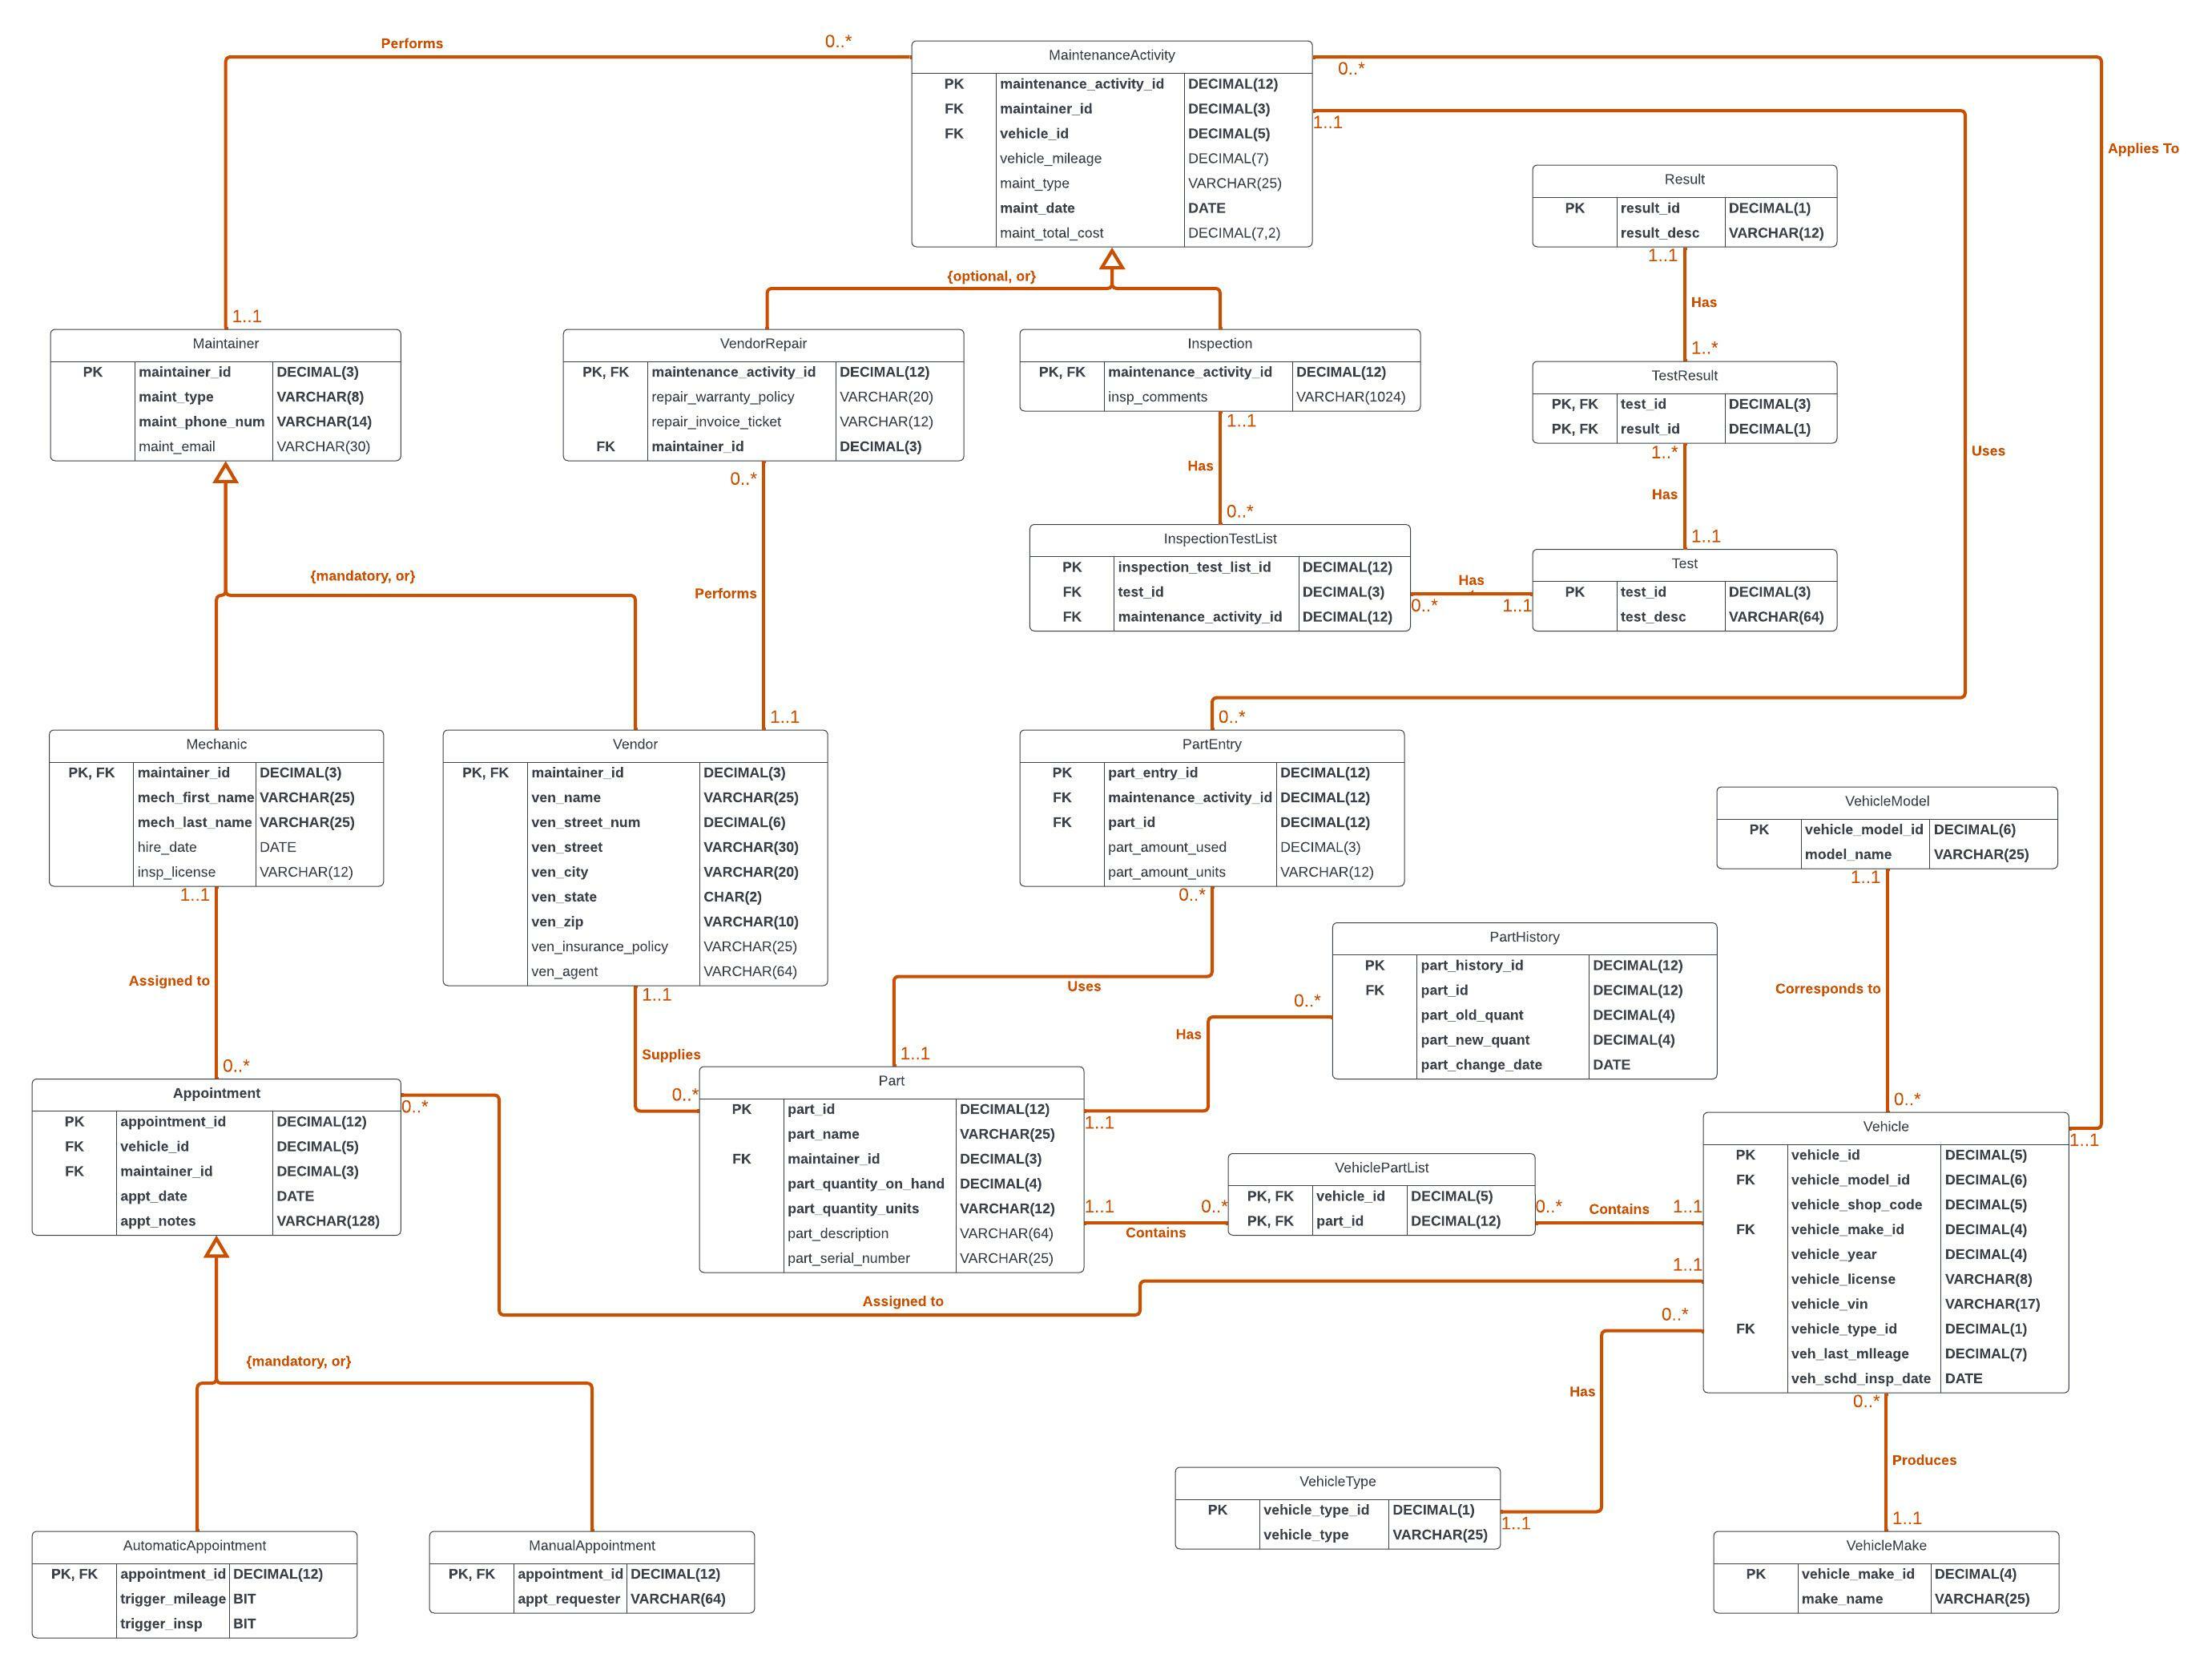 Performs
0..*
MaintenanceActivity
PK maintenance_activity_id DECIMAL(12)
FK maintainer_id DECIMAL(3)
FK vehicle_id DECIMAL(5)
vehicle_mileage DECIMAL(7)
maint_type VARCHAR(25)
maint_date DATE
maint_total_cost DECIMAL(7,2)
0..*
1..1
Applies To
Uses
Result
PK result_id DECIMAL(1)
result_desc VARCHAR(12)
1..1
Has
1..*
{optional, or}
1..1
Maintainer
PK maintainer_id DECIMAL(3)
maint_type VARCHAR(8)
maint_phone_num VARCHAR(14)
maint_email VARCHAR(30)
VendorRepair
PK, FK maintenance_activity_id DECIMAL(12)
repair_warranty_policy VARCHAR(20)
repair_invoice_ticket VARCHAR(12)
FK maintainer_id DECIMAL(3)
0..*
Performs
1..1
Inspection
PK, FK maintenance_activity_id DECIMAL(12)
insp_comments VARCHAR(1024)
1..1
Has
0..*
TestResult
PK, FK test_id DECIMAL(3)
PK, FK result_id DECIMAL(1)
1..*
Has
1..1
InspectionTestList
PK inspection_test_list_id DECIMAL(12)
FK test_id DECIMAL(3)
FK maintenance_activity_id DECIMAL(12)
Has
0..*
1..1
Test
PK test_id DECIMAL(3)
test_desc VARCHAR(64)
{mandatory, or}
0..*
Mechanic
PK, FK maintainer_id DECIMAL(3)
mech_first_name VARCHAR(25)
mech_last_name VARCHAR(25)
hire_date DATE
insp_license VARCHAR(12)
1..1
Assigned to
0..*
Vendor
PK, FK maintainer_id DECIMAL(3)
ven_name VARCHAR(25)
ven_street_num DECIMAL(6)
ven_street VARCHAR(30)
ven_city VARCHAR(20)
ven_state CHAR(2)
ven_zip VARCHAR(10)
ven_insurance_policy VARCHAR(25)
ven_agent VARCHAR(64)
1..1
Supplies
0..*
PartEntry
PK part_entry_id DECIMAL(12)
FK maintenance_activity_id DECIMAL(12)
FK part_id DECIMAL(12)
part_amount_used DECIMAL(3)
part_amount_units VARCHAR(12)
0..*
Uses
1..1
VehicleModel
PK vehicle_model_id DECIMAL(6)
model_name VARCHAR(25)
1..1
Corresponds to
0..*
PartHistory
PK part_history_id DECIMAL(12)
FK part_id DECIMAL(12)
part_old_quant DECIMAL(4)
part_new_quant DECIMAL(4)
part_change_date DATE
0..*
Has
1..1
Appointment
PK appointment_id DECIMAL(12)
FK vehicle_id DECIMAL(5)
FK maintainer_id DECIMAL(3)
appt_date DATE
appt_notes VARCHAR(128)
0..*
Part
PK part_id DECIMAL(12)
part_name VARCHAR(25)
FK maintainer_id DECIMAL(3)
part_quantity_on_hand DECIMAL(4)
part_quantity_units VARCHAR(12)
part_description VARCHAR(64)
part_serial_number VARCHAR(25)
1..1
Contains
0..*
VehiclePartList
PK, FK vehicle_id DECIMAL(5)
PK, FK part_id DECIMAL(12)
0..*
Contains
1..1
Vehicle
PK vehicle_id DECIMAL(5)
FK vehicle_model_id DECIMAL(6)
vehicle_shop_code DECIMAL(5)
FK vehicle_make_id DECIMAL(4)
vehicle_year DECIMAL(4)
vehicle_license VARCHAR(8)
vehicle_vin VARCHAR(17)
FK vehicle_type_id DECIMAL(1)
veh_last_mlleage DECIMAL(7)
veh_schd_insp_date DATE
1..1
1..1
Assigned to
0..*
Has
0..*
Produces
1..1
{mandatory, or}
VehicleType
PK vehicle_type_id DECIMAL(1)
vehicle_type VARCHAR(25)
1..1
AutomaticAppointment
PK, FK appointment_id DECIMAL(12)
trigger_mileage BIT
trigger_insp BIT
ManualAppointment
PK, FK appointment_id DECIMAL(12)
appt_requester VARCHAR(64)
VehicleMake
PK vehicle_make_id DECIMAL(4)
make_name VARCHAR(25)